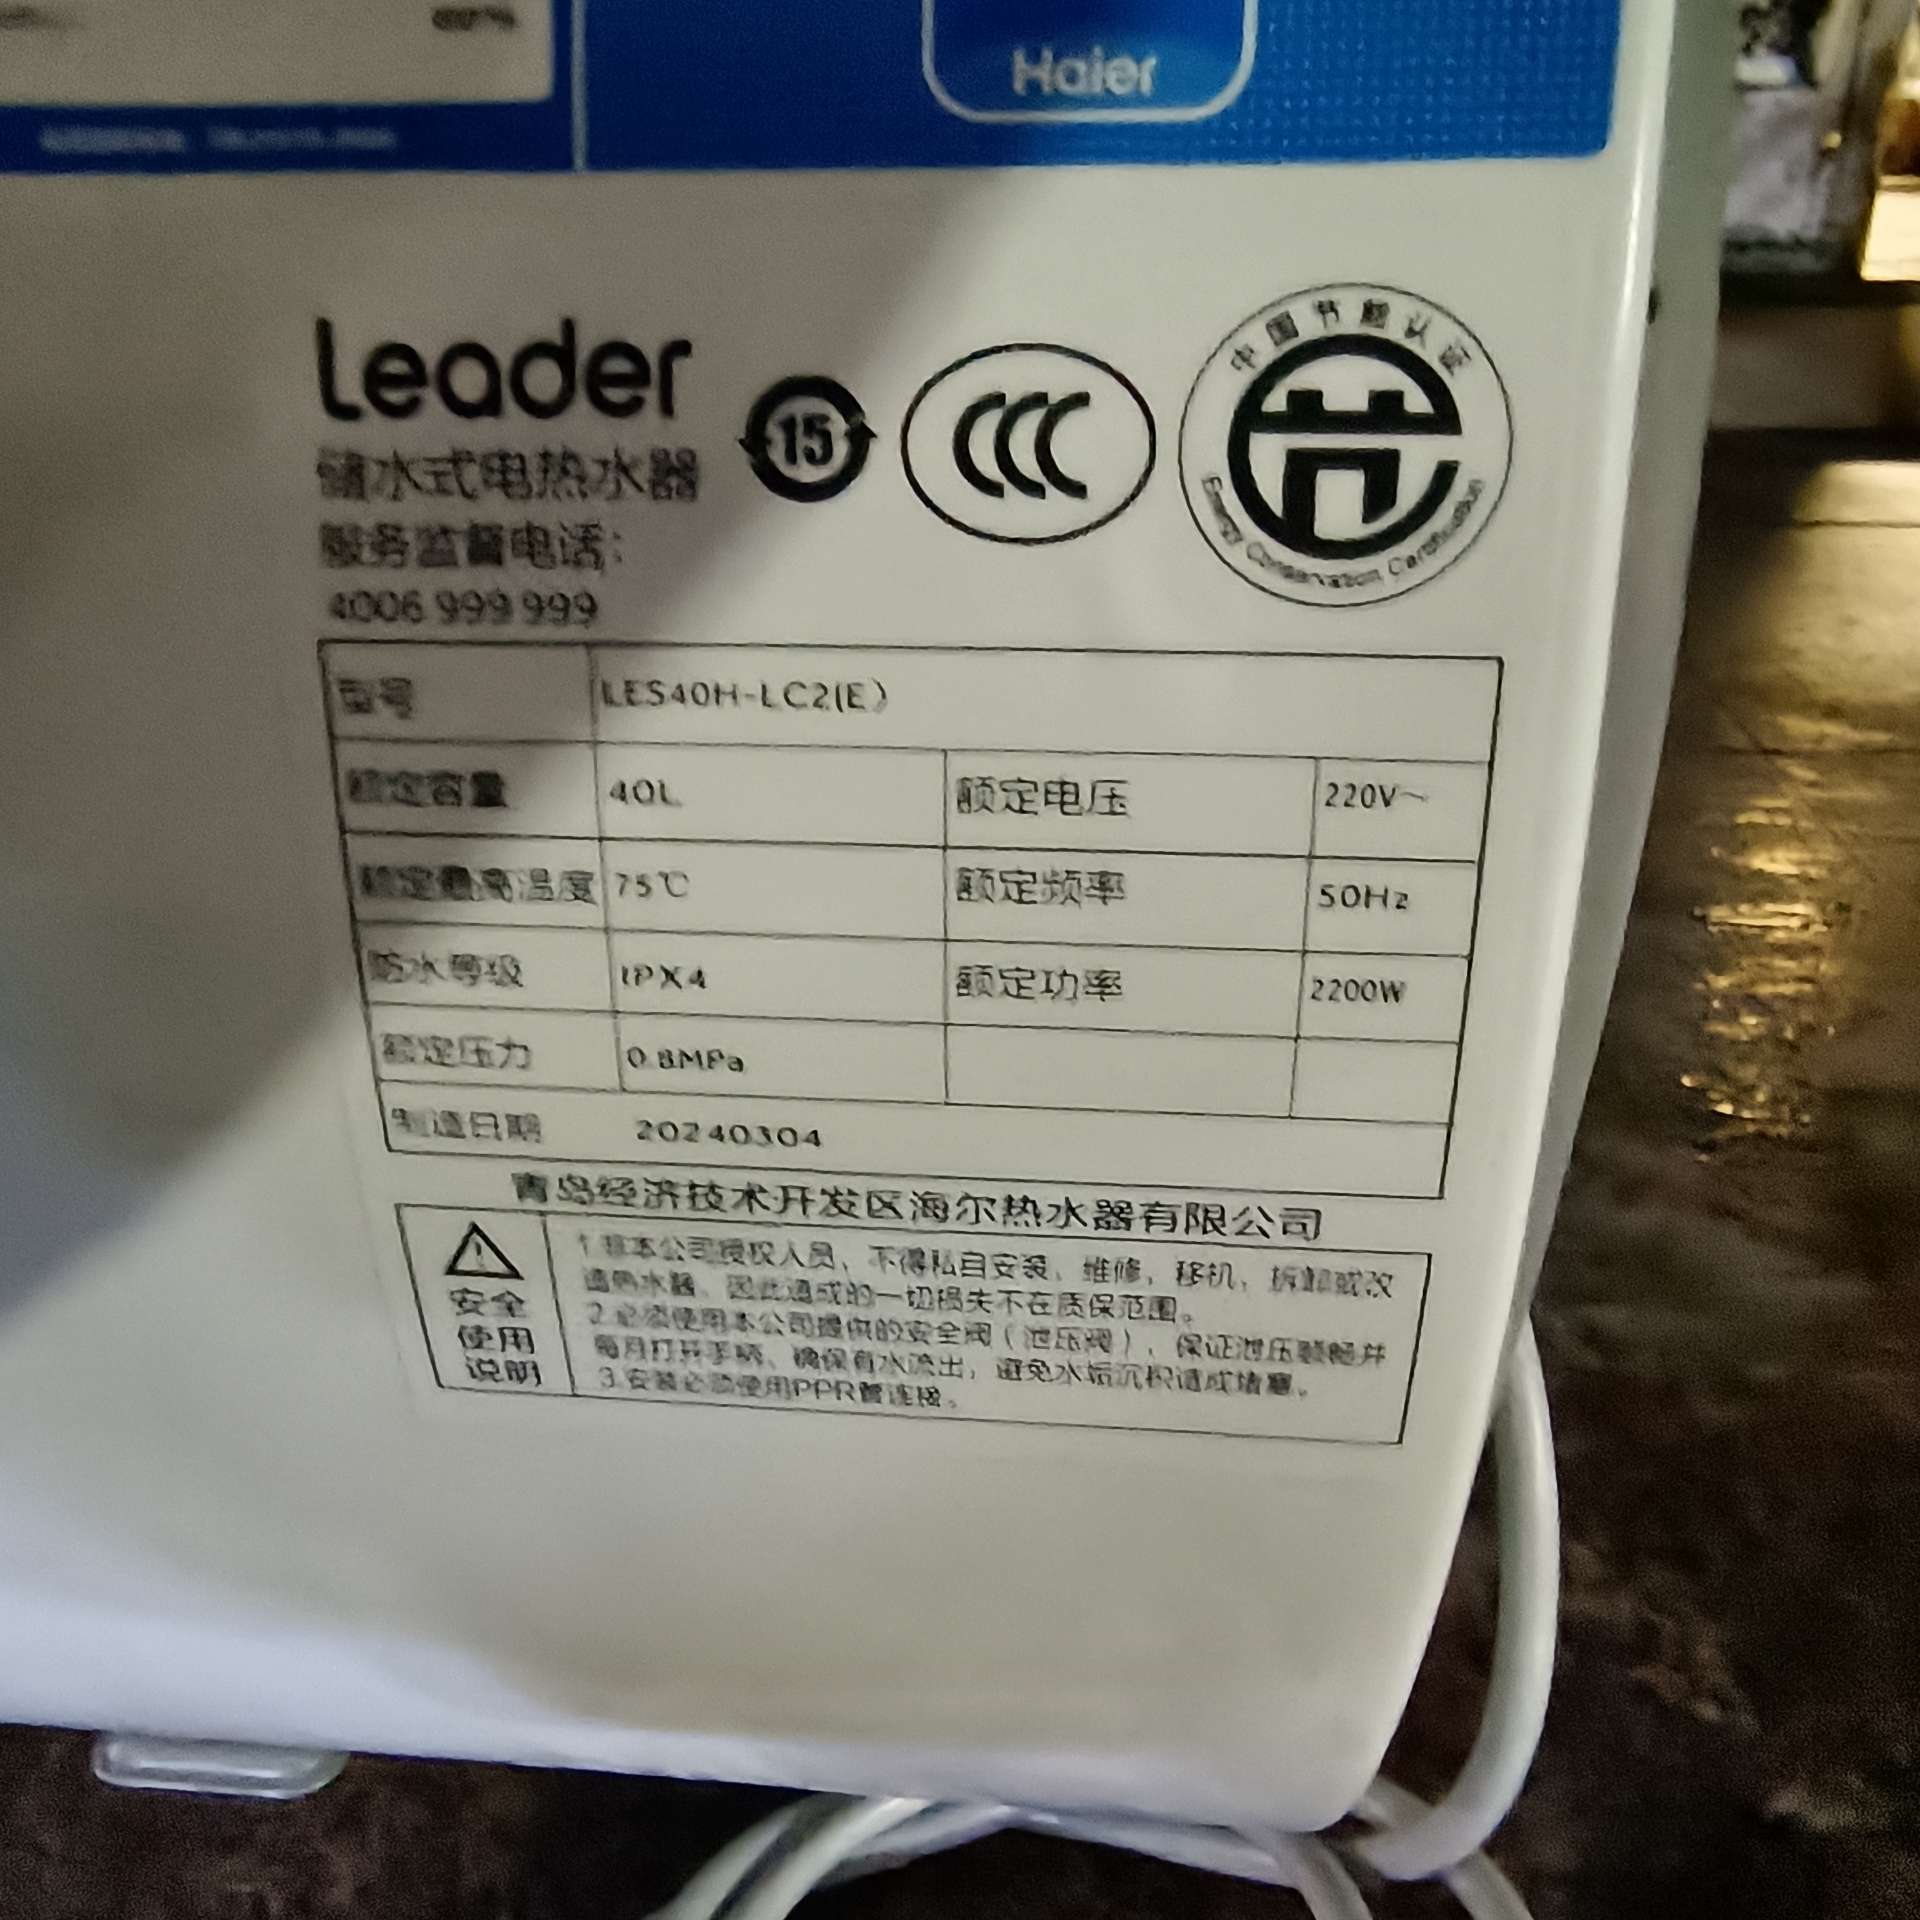 Haier
Leader
储水式电热水器
服务监督电话:
4006 999 999
15
CCC
中国节能认证
Energy Conservation Certification
型号 LES40H-LC2(E)
额定容量 40L 额定电压 220V~
额定最高温度 75℃ 额定频率 50Hz
防水等级 IPX4 额定功率 2200W
额定压力 0.8MPa
制造日期 20240304
青岛经济技术开发区海尔热水器有限公司
安全
使用
说明
1.非本公司授权人员,不得私自安装、维修、移机、拆卸或改
造热水器,因此造成的一切损失不在质保范围。
2.必须使用本公司提供的安全阀(泄压阀),保证泄压顺畅并
每月打开手柄,确保有水流出,避免水垢沉积造成堵塞。
3.安装必须使用PPR管连接。